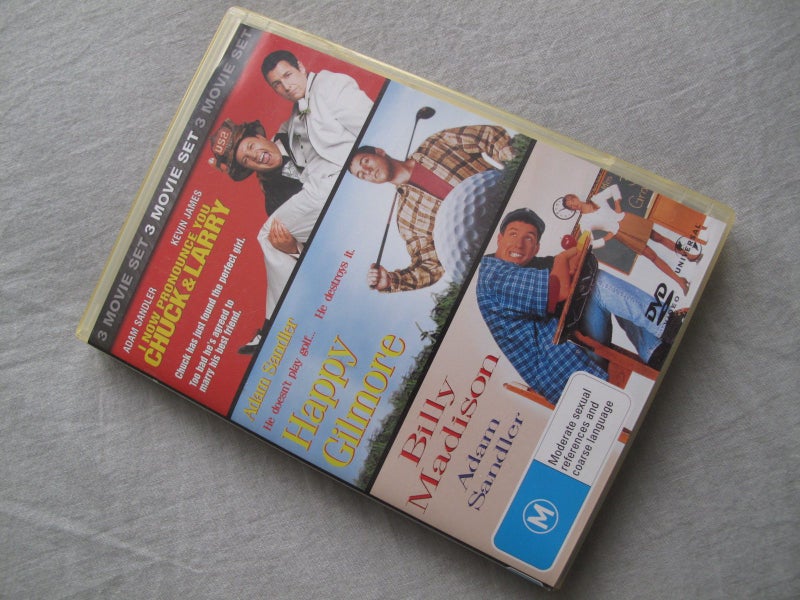 3 MOVIE SET 3 MOVIE SET 3 MOVIE SET
ADAM SANDLER KEVIN JAMES
I NOW PRONOUNCE YOU
CHUCK & LARRY
Chuck has just found the perfect girl.
Too bad he's agreed to
marry his best friend.
Adam Sandler
He doesn't play golf... He destroys it.
Happy
Gilmore
Billy
Madison
Adam
Sandler
DVD
VIDEO
UNIVERSAL
M
Moderate sexual
references and
coarse language